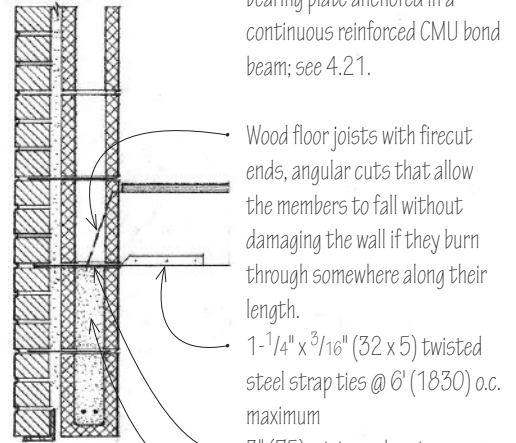 bearing plate anchored in a
continuous reinforced CMU bond
beam; see 4.21.
Wood floor joists with firecut
ends, angular cuts that allow
the members to fall without
damaging the wall if they burn
through somewhere along their
length.
1-1/4" x 3/16" (32 x 5) twisted
steel strap ties @ 6' (1830) o.c.
maximum